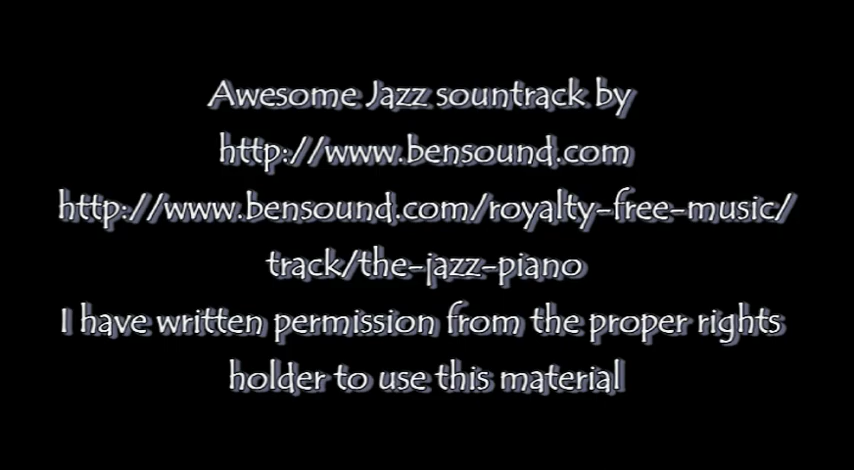 Awesome Jazz sountrack by
http://www.bensound.com
http://www.bensound.com/royalty-free-music/
track/the-jazz-piano
I have written permission from the proper rights
holder to use this material